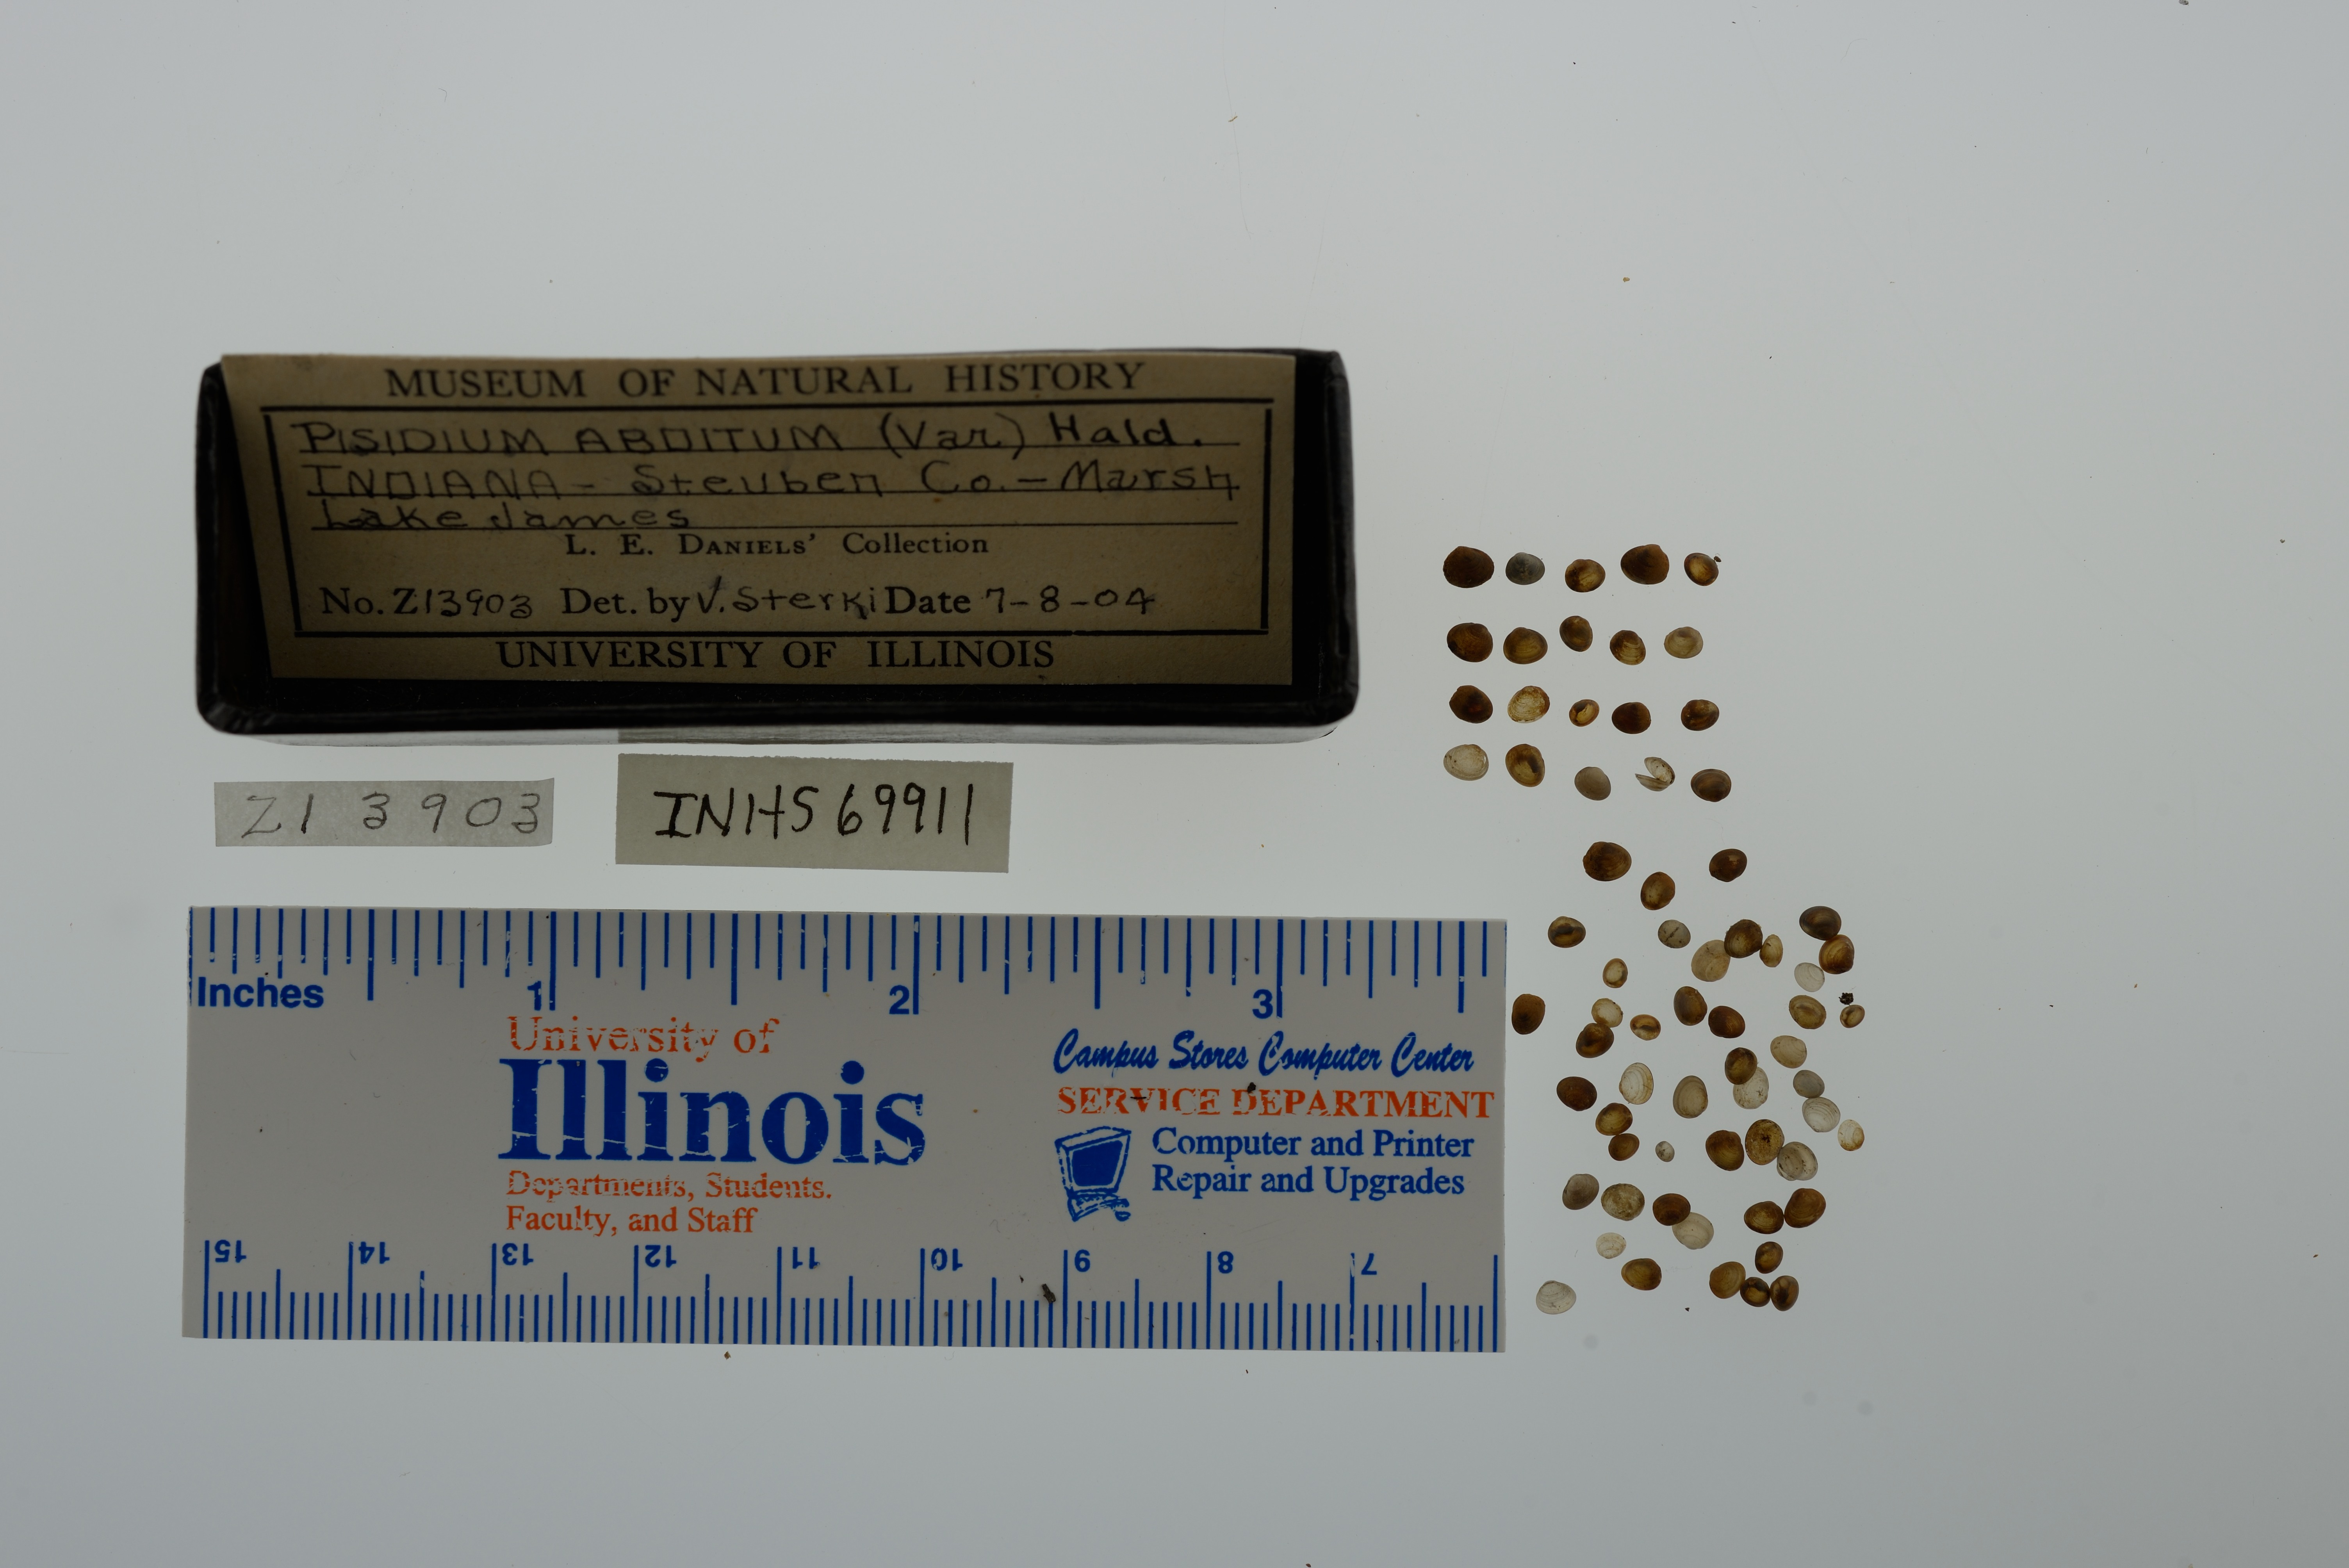 MUSEUM OF NATURAL HISTORY
PISIDIUM ABDITUM (Var) Hald.
INDIANA - Steuben Co. - Marsh
Lake James
L. E. DANIELS' Collection
No. Z13903 Det. by V. Sterki Date 7-8-04
UNIVERSITY OF ILLINOIS
Z13903
INHS 69911
Inches 1 2 3
University of
Illinois
Departments, Students.
Faculty, and Staff
Campus Stores Computer Center
SERVICE DEPARTMENT
Computer and Printer
Repair and Upgrades
15 14 13 12 11 10 9 8 7